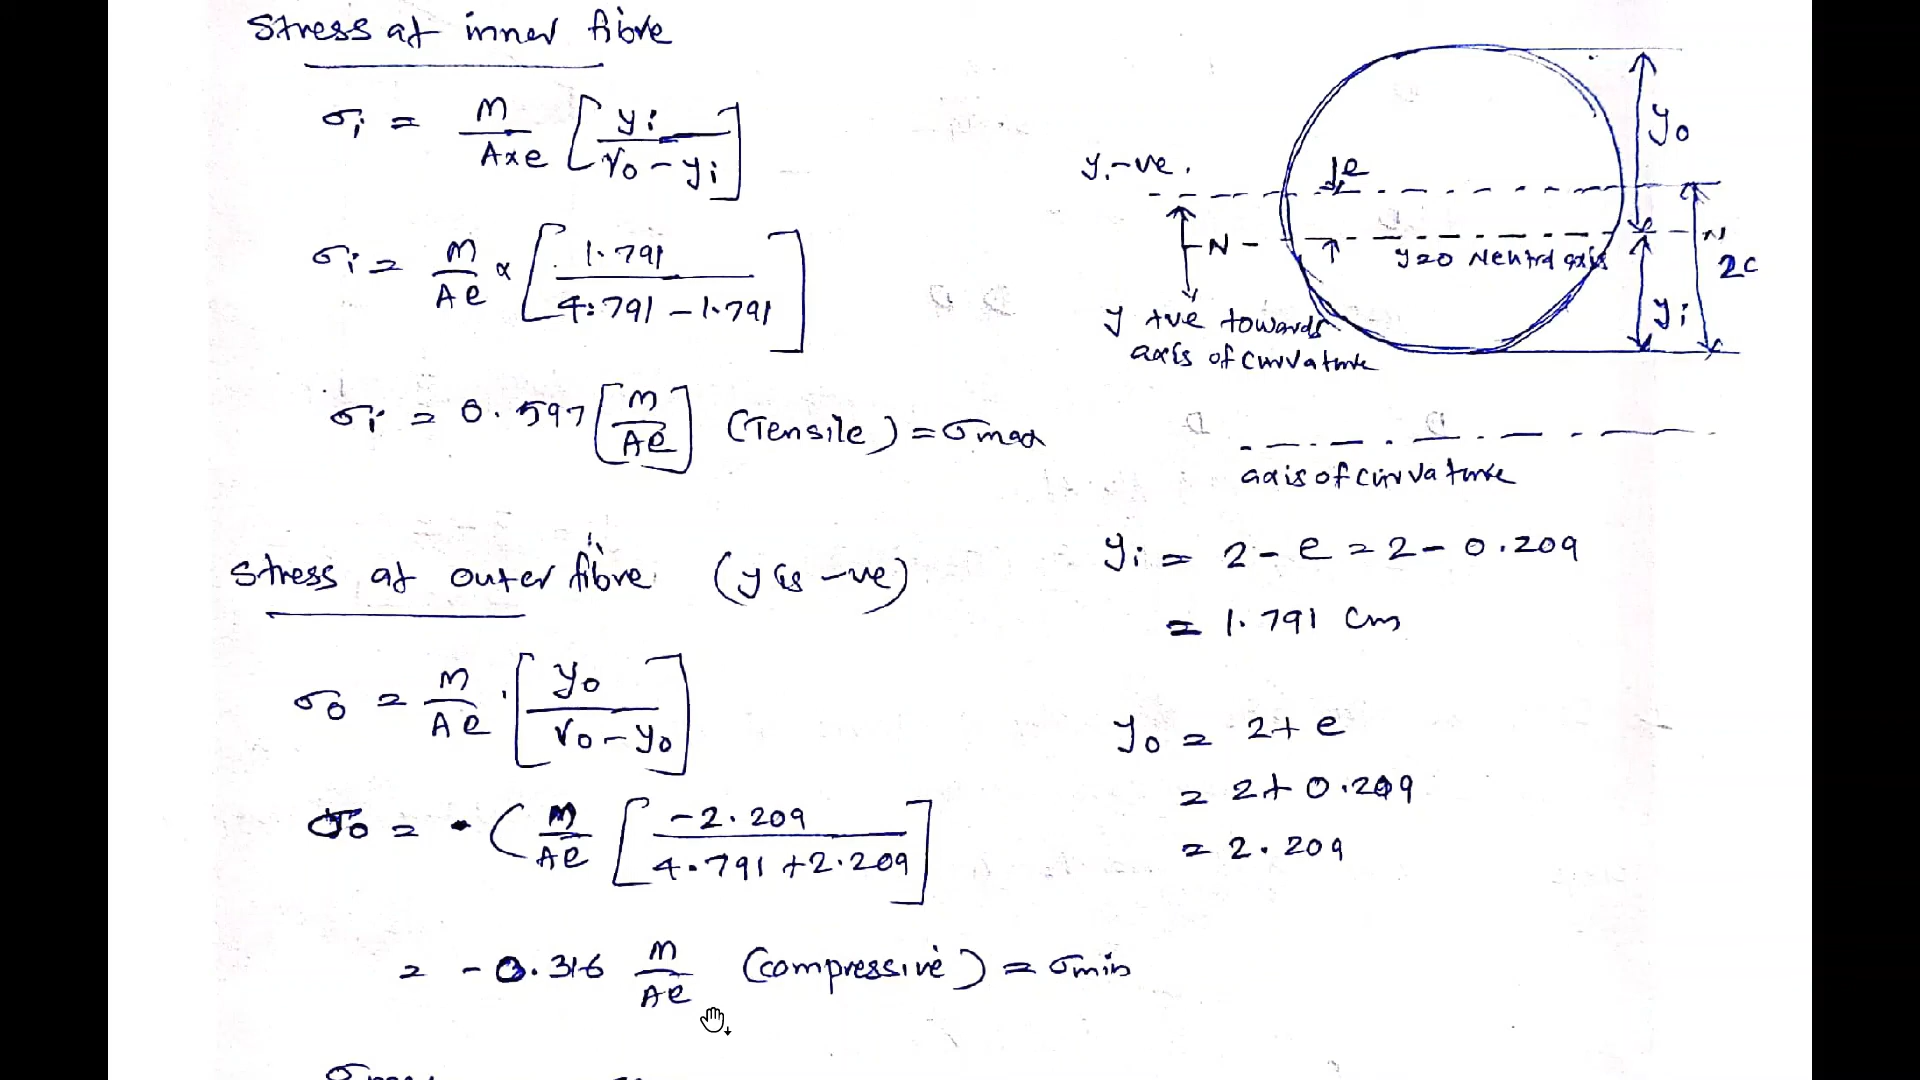 Stress at inner fibre
σi = M / A×e [ yi / ro - yi ]
σi = M / Ae × [ 1.791 / 4.791 - 1.791 ]
σi = 0.597 [ M / Ae ] (Tensile) = σmax
Stress at outer fibre (y is -ve)
σo = M / Ae . [ yo / ro - yo ]
σo = - ( M / Ae [ -2.209 / 4.791 + 2.209 ]
= -0.316 M / Ae (compressive) = σmin
y,-ve.
e
yo
N
y=0 Neutral axis
N
2c
yi
y +ve towards
axis of curvature
axis of curvature
yi = 2 - e = 2 - 0.209
= 1.791 cm
yo = 2 + e
= 2 + 0.209
= 2.209